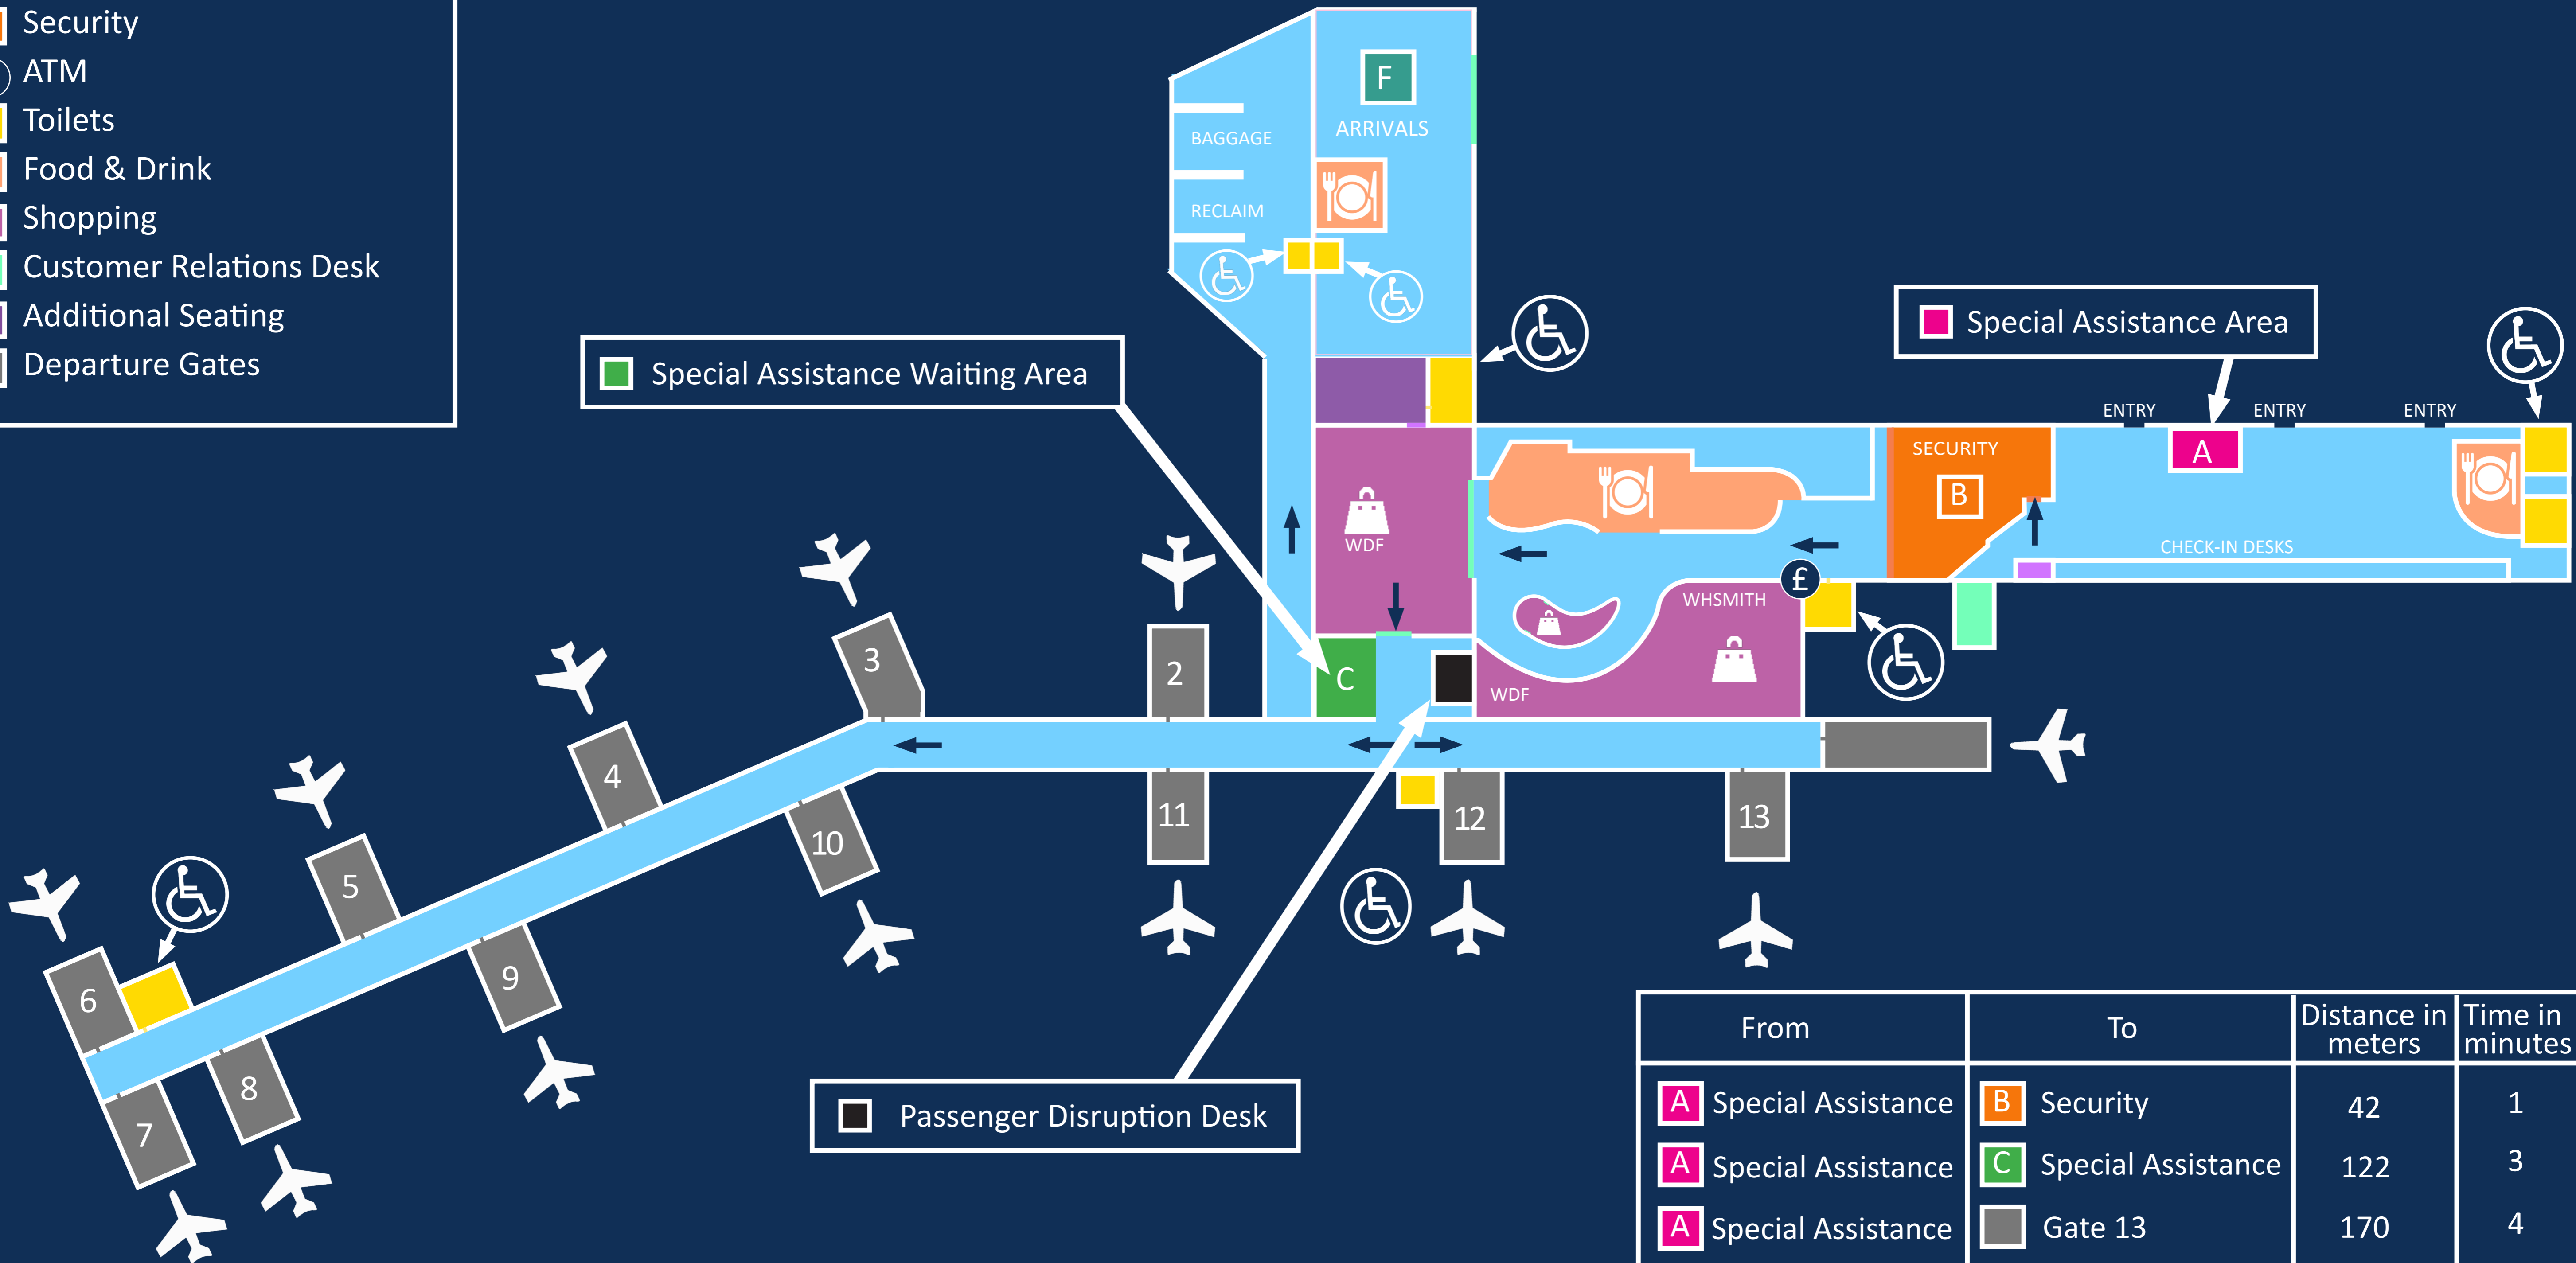 Security
ATM
Toilets
Food & Drink
Shopping
Customer Relations Desk
Additional Seating
Departure Gates
F
ARRIVALS
BAGGAGE
RECLAIM
Special Assistance Waiting Area
Special Assistance Area
ENTRY
ENTRY
ENTRY
SECURITY
A
B
WDF
CHECK-IN DESKS
£
WHSMITH
C
WDF
3
2
4
5
6
10
11
12
13
9
8
7
Passenger Disruption Desk
From To Distance in meters Time in minutes
A Special Assistance B Security 42 1
A Special Assistance C Special Assistance 122 3
A Special Assistance Gate 13 170 4